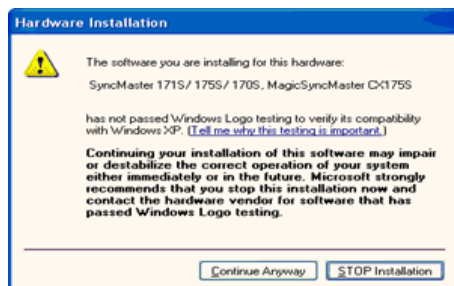 Hardware Installation
The software you are installing for this hardware:
SyncMaster 171S/ 175S/ 170S, MagicSyncMaster CX175S
has not passed Windows Logo testing to verify its compatibility
with Windows XP. (Tell me why this testing is important.)
Continuing your installation of this software may impair
or destabilize the correct operation of your system
either immediately or in the future. Microsoft strongly
recommends that you stop this installation now and
contact the hardware vendor for software that has
passed Windows Logo testing.
Continue Anyway STOP Installation